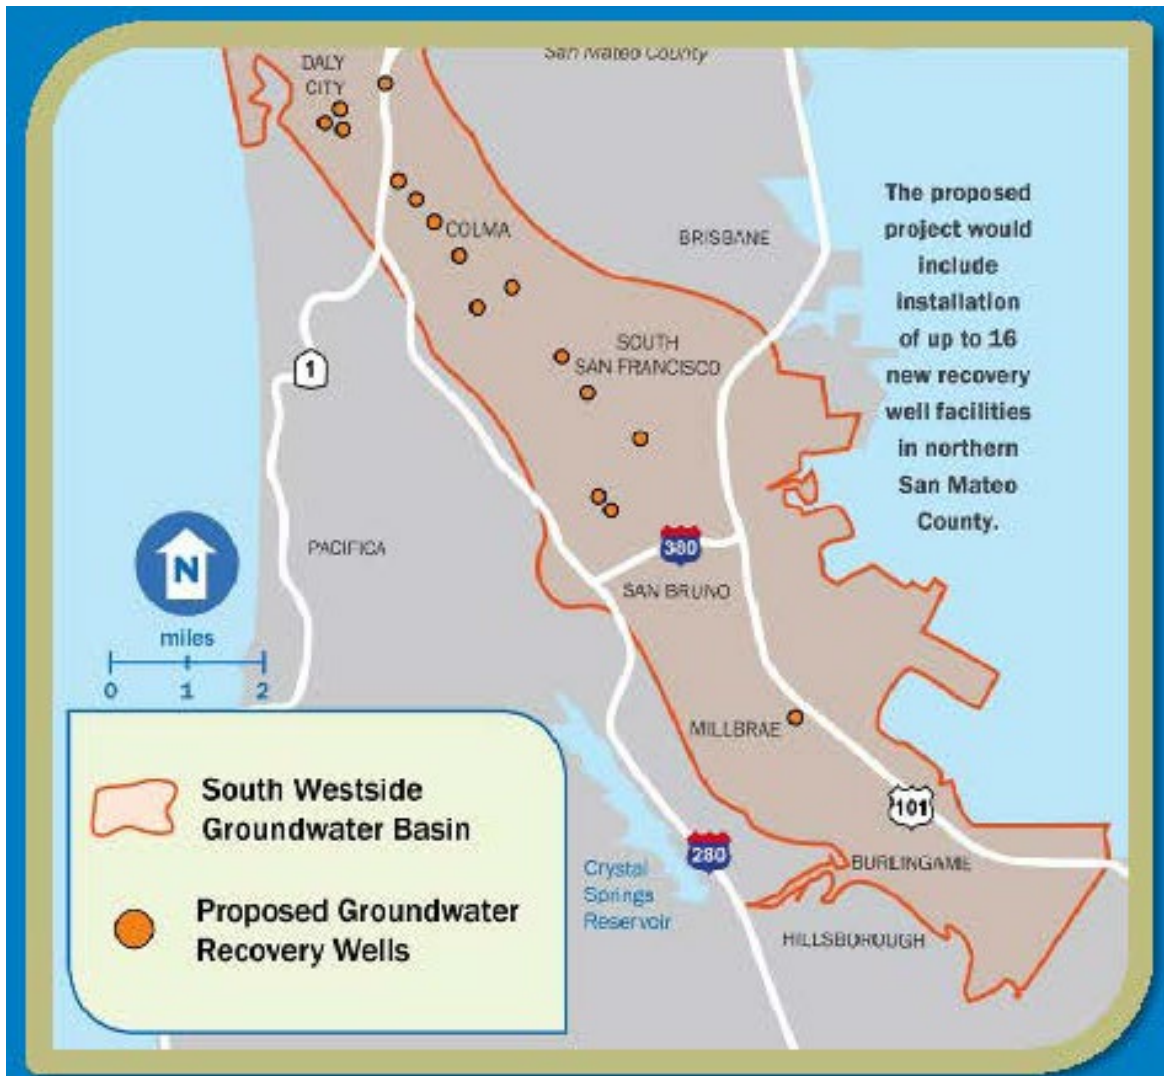 San Mateo County
DALY
CITY
The proposed
project would
include
installation
of up to 16
new recovery
well facilities
in northern
San Mateo
County.
COLMA
BRISBANE
SOUTH
SAN FRANCISCO
1
PACIFICA
N
miles
0 1 2
380
SAN BRUNO
MILLBRAE
101
280
BURLINGAME
Crystal
Springs
Reservoir
HILLSBOROUGH
South Westside
Groundwater Basin
Proposed Groundwater
Recovery Wells